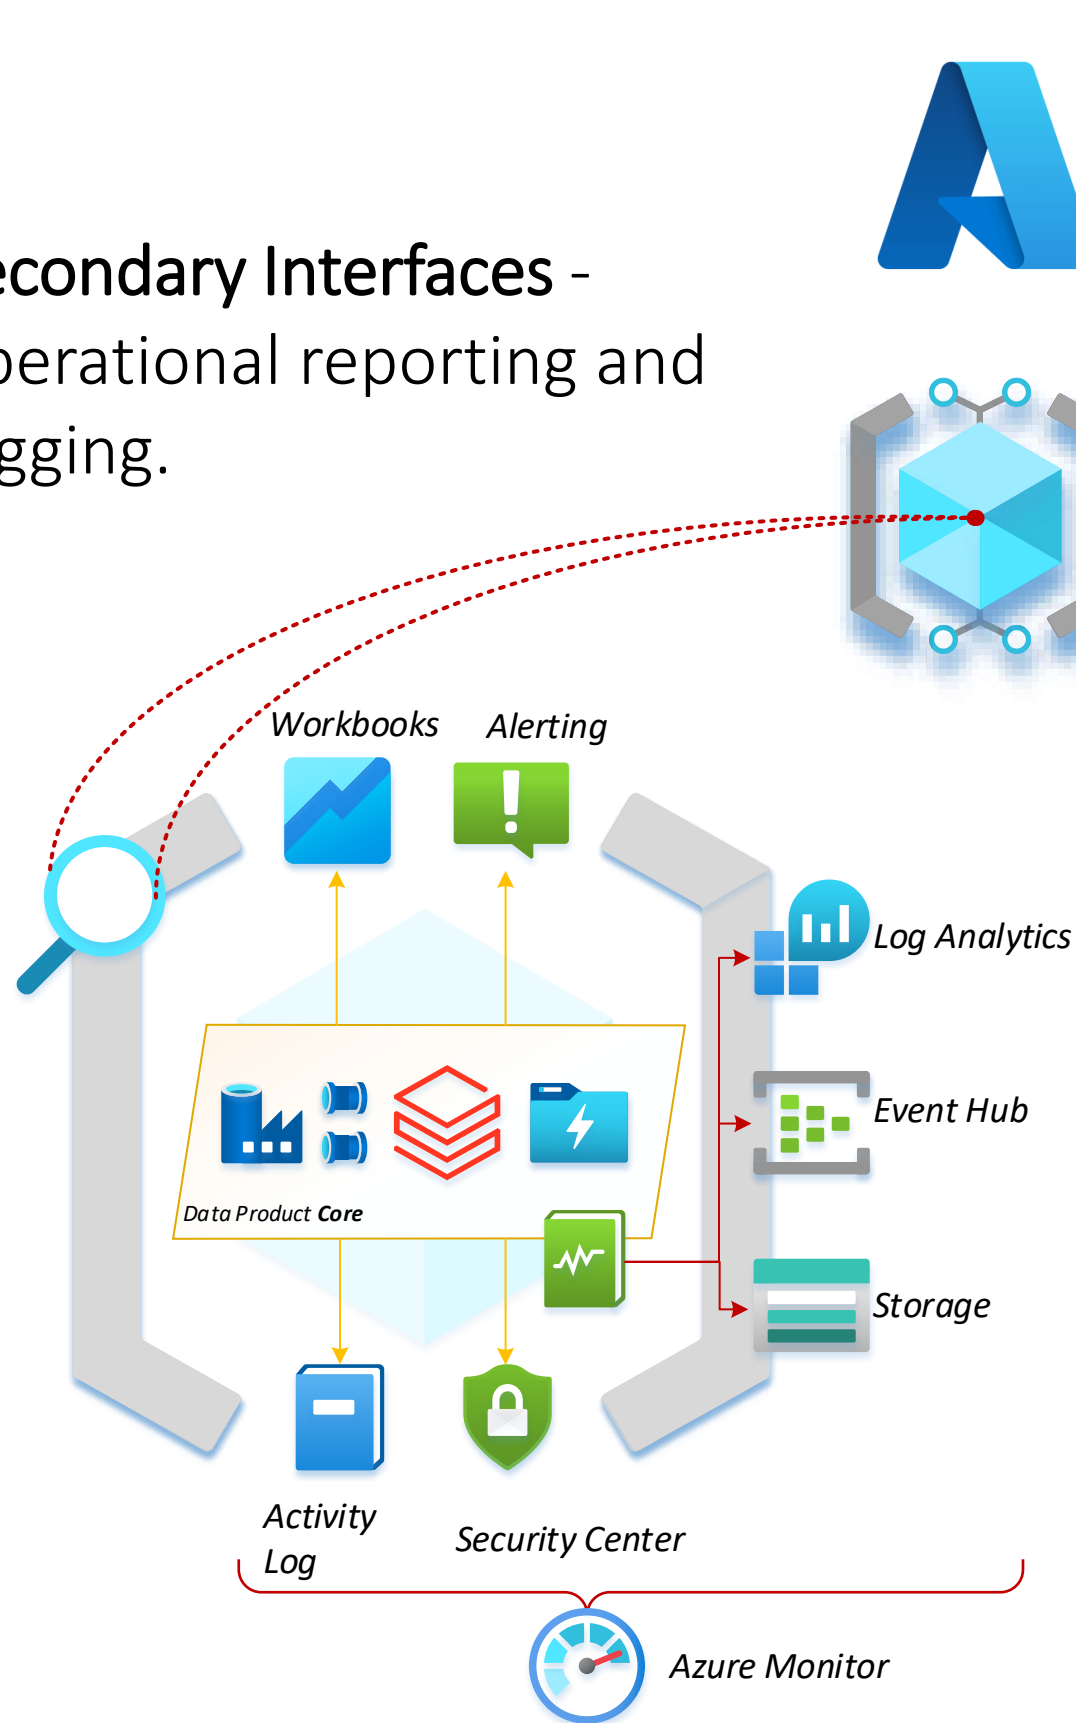 econdary Interfaces -
perational reporting and
gging.
Workbooks
Alerting
Log Analytics
Event Hub
Data Product Core
Storage
Activity
Log
Security Center
Azure Monitor